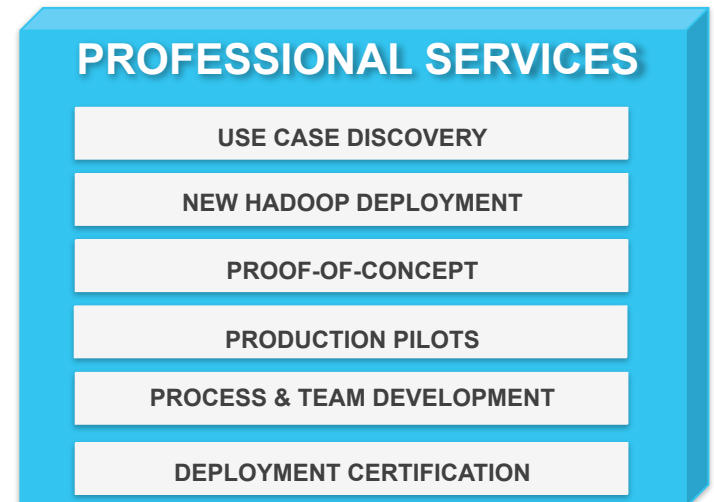 PROFESSIONAL SERVICES
USE CASE DISCOVERY
NEW HADOOP DEPLOYMENT
PROOF-OF-CONCEPT
PRODUCTION PILOTS
PROCESS & TEAM DEVELOPMENT
DEPLOYMENT CERTIFICATION